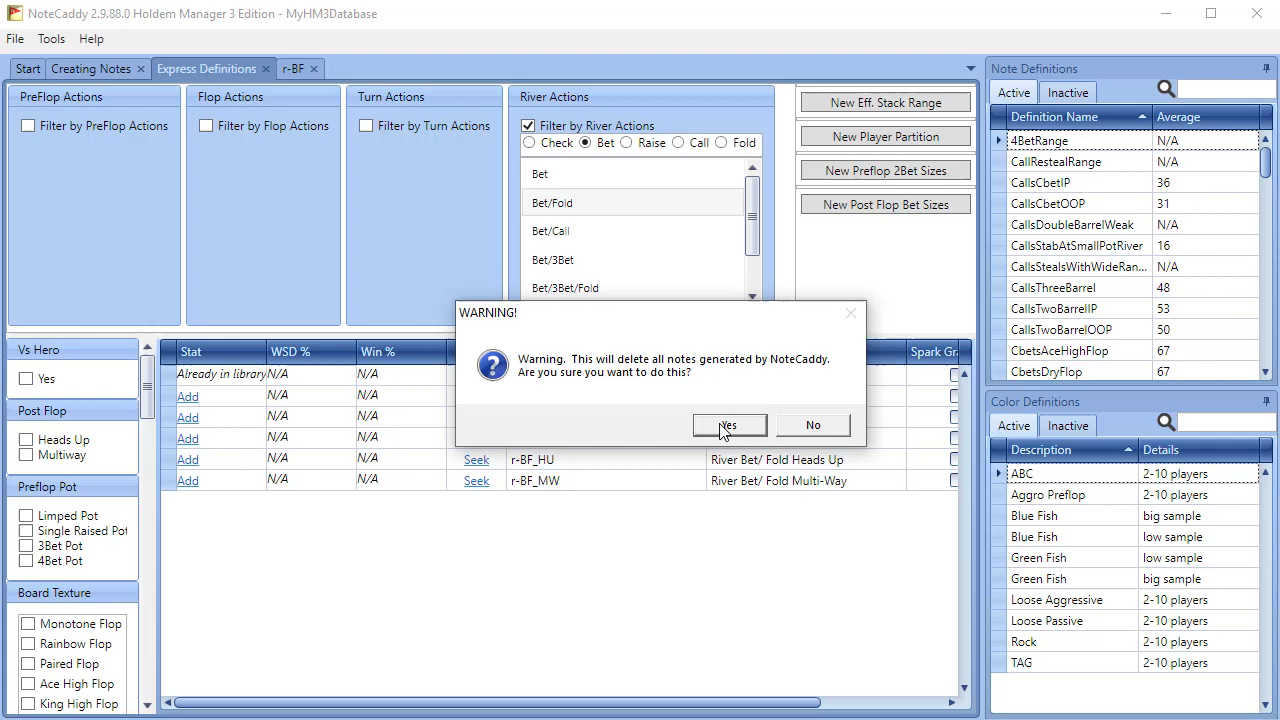 NoteCaddy 2.9.88.0 Holdem Manager 3 Edition - MyHM3Database
File Tools Help
Start Creating Notes Express Definitions r-BF
PreFlop Actions
Filter by PreFlop Actions
Flop Actions
Filter by Flop Actions
Turn Actions
Filter by Turn Actions
River Actions
Filter by River Actions
Check Bet Raise Call Fold
Bet
Bet/Fold
Bet/Call
Bet/3Bet
Bet/3Bet/Fold
New Eff. Stack Range
New Player Partition
New Preflop 2Bet Sizes
New Post Flop Bet Sizes
WARNING!
Warning. This will delete all notes generated by NoteCaddy.
Are you sure you want to do this?
Yes No
Vs Hero
Yes
Post Flop
Heads Up
Multiway
Preflop Pot
Limped Pot
Single Raised Pot
3Bet Pot
4Bet Pot
Board Texture
Monotone Flop
Rainbow Flop
Paired Flop
Ace High Flop
King High Flop
Stat WSD % Win % Spark Gra
Already in library N/A N/A
Add N/A N/A
Add N/A N/A
Add N/A N/A
Add N/A N/A Seek r-BF_HU River Bet/ Fold Heads Up
Add N/A N/A Seek r-BF_MW River Bet/ Fold Multi-Way
Note Definitions
Active Inactive
Definition Name Average
4BetRange N/A
CallRestealRange N/A
CallsCbetIP 36
CallsCbetOOP 31
CallsDoubleBarrelWeak N/A
CallsStabAtSmallPotRiver 16
CallsStealsWithWideRan... N/A
CallsThreeBarrel 48
CallsTwoBarrelIP 53
CallsTwoBarrelOOP 50
CbetsAceHighFlop 67
CbetsDryFlop 67
Color Definitions
Active Inactive
Description Details
ABC 2-10 players
Aggro Preflop 2-10 players
Blue Fish big sample
Blue Fish low sample
Green Fish low sample
Green Fish big sample
Loose Aggressive 2-10 players
Loose Passive 2-10 players
Rock 2-10 players
TAG 2-10 players